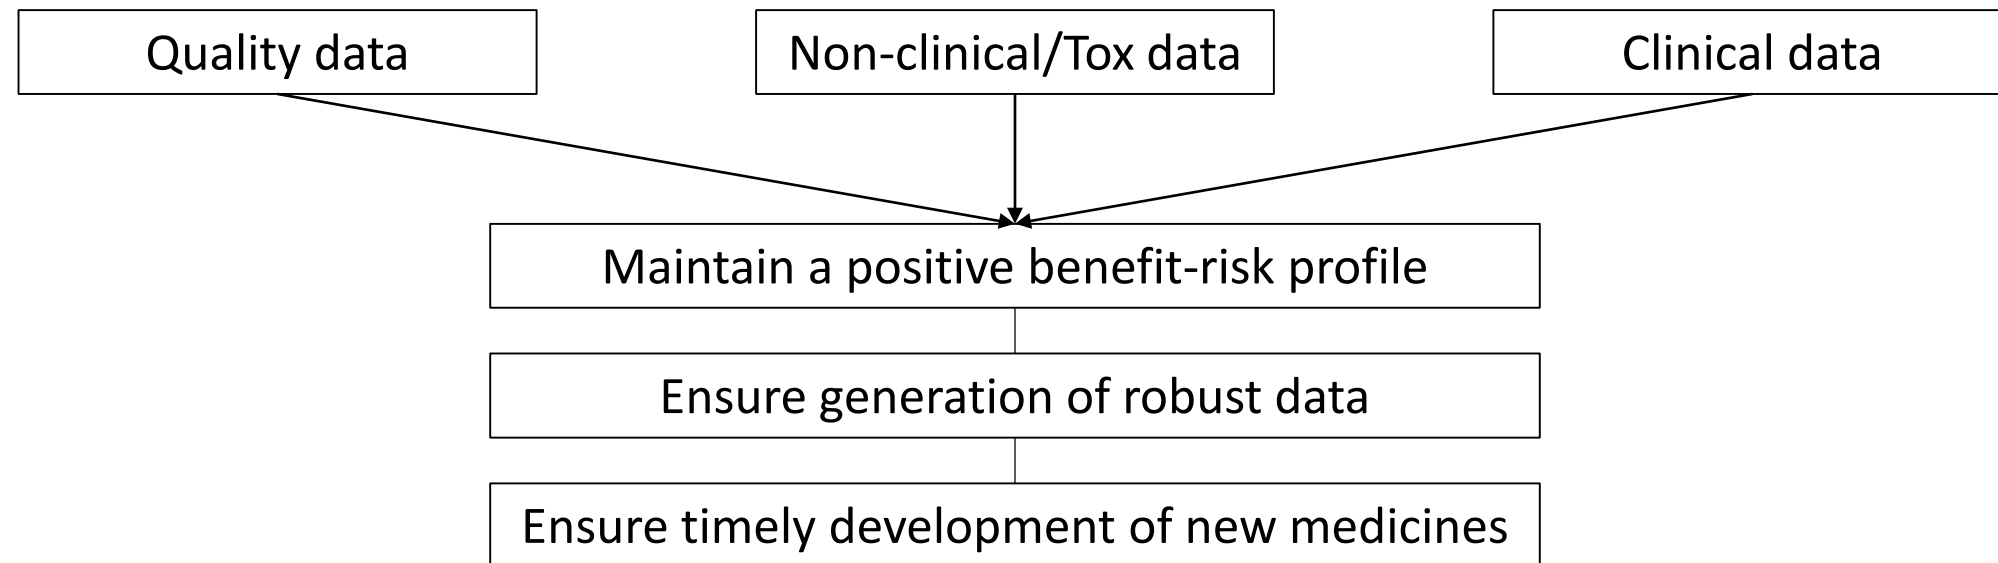 Quality data
Non-clinical/Tox data
Clinical data
Maintain a positive benefit-risk profile
Ensure generation of robust data
Ensure timely development of new medicines